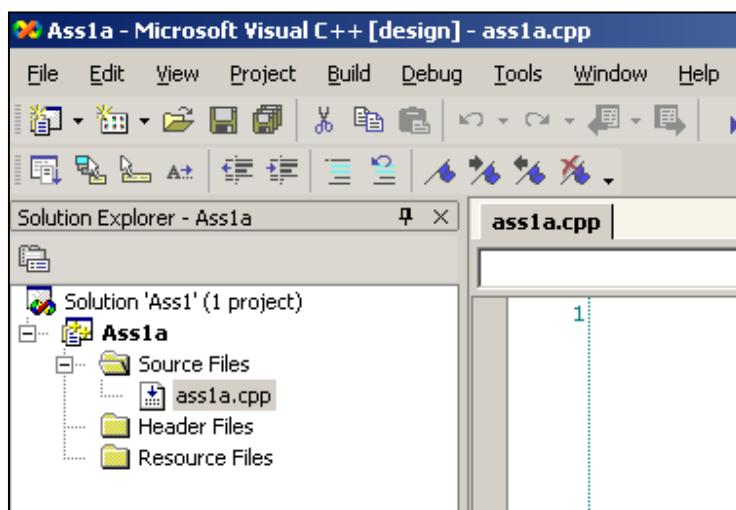 Ass1a - Microsoft Visual C++ [design] - ass1a.cpp
File Edit View Project Build Debug Tools Window Help
A
Solution Explorer - Ass1a
ass1a.cpp
Solution 'Ass1' (1 project)
1
Ass1a
Source Files
ass1a.cpp
Header Files
Resource Files